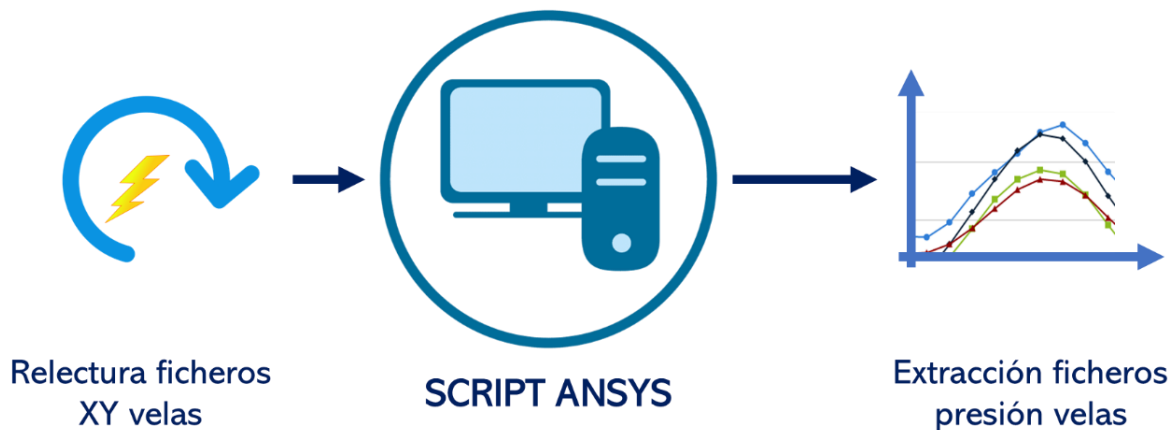 Relectura ficheros
XY velas
SCRIPT ANSYS
Extracción ficheros
presión velas